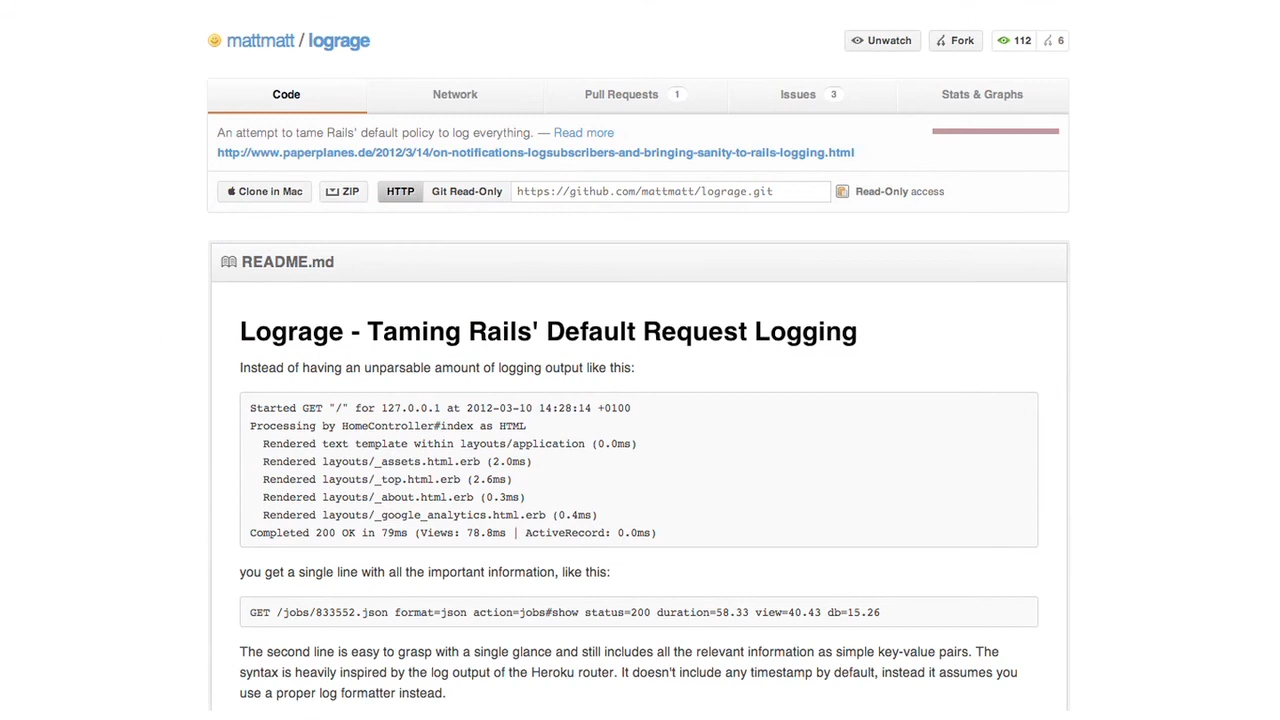 mattmatt / lograge
Unwatch Fork 112 6
Code Network Pull Requests 1 Issues 3 Stats & Graphs
An attempt to tame Rails' default policy to log everything. — Read more
http://www.paperplanes.de/2012/3/14/on-notifications-logsubscribers-and-bringing-sanity-to-rails-logging.html
Clone in Mac ZIP HTTP Git Read-Only https://github.com/mattmatt/lograge.git Read-Only access
README.md
Lograge - Taming Rails' Default Request Logging
Instead of having an unparsable amount of logging output like this:
Started GET "/" for 127.0.0.1 at 2012-03-10 14:28:14 +0100
Processing by HomeController#index as HTML
Rendered text template within layouts/application (0.0ms)
Rendered layouts/_assets.html.erb (2.0ms)
Rendered layouts/_top.html.erb (2.6ms)
Rendered layouts/_about.html.erb (0.3ms)
Rendered layouts/_google_analytics.html.erb (0.4ms)
Completed 200 OK in 79ms (Views: 78.8ms | ActiveRecord: 0.0ms)
you get a single line with all the important information, like this:
GET /jobs/833552.json format=json action=jobs#show status=200 duration=58.33 view=40.43 db=15.26
The second line is easy to grasp with a single glance and still includes all the relevant information as simple key-value pairs. The
syntax is heavily inspired by the log output of the Heroku router. It doesn't include any timestamp by default, instead it assumes you
use a proper log formatter instead.